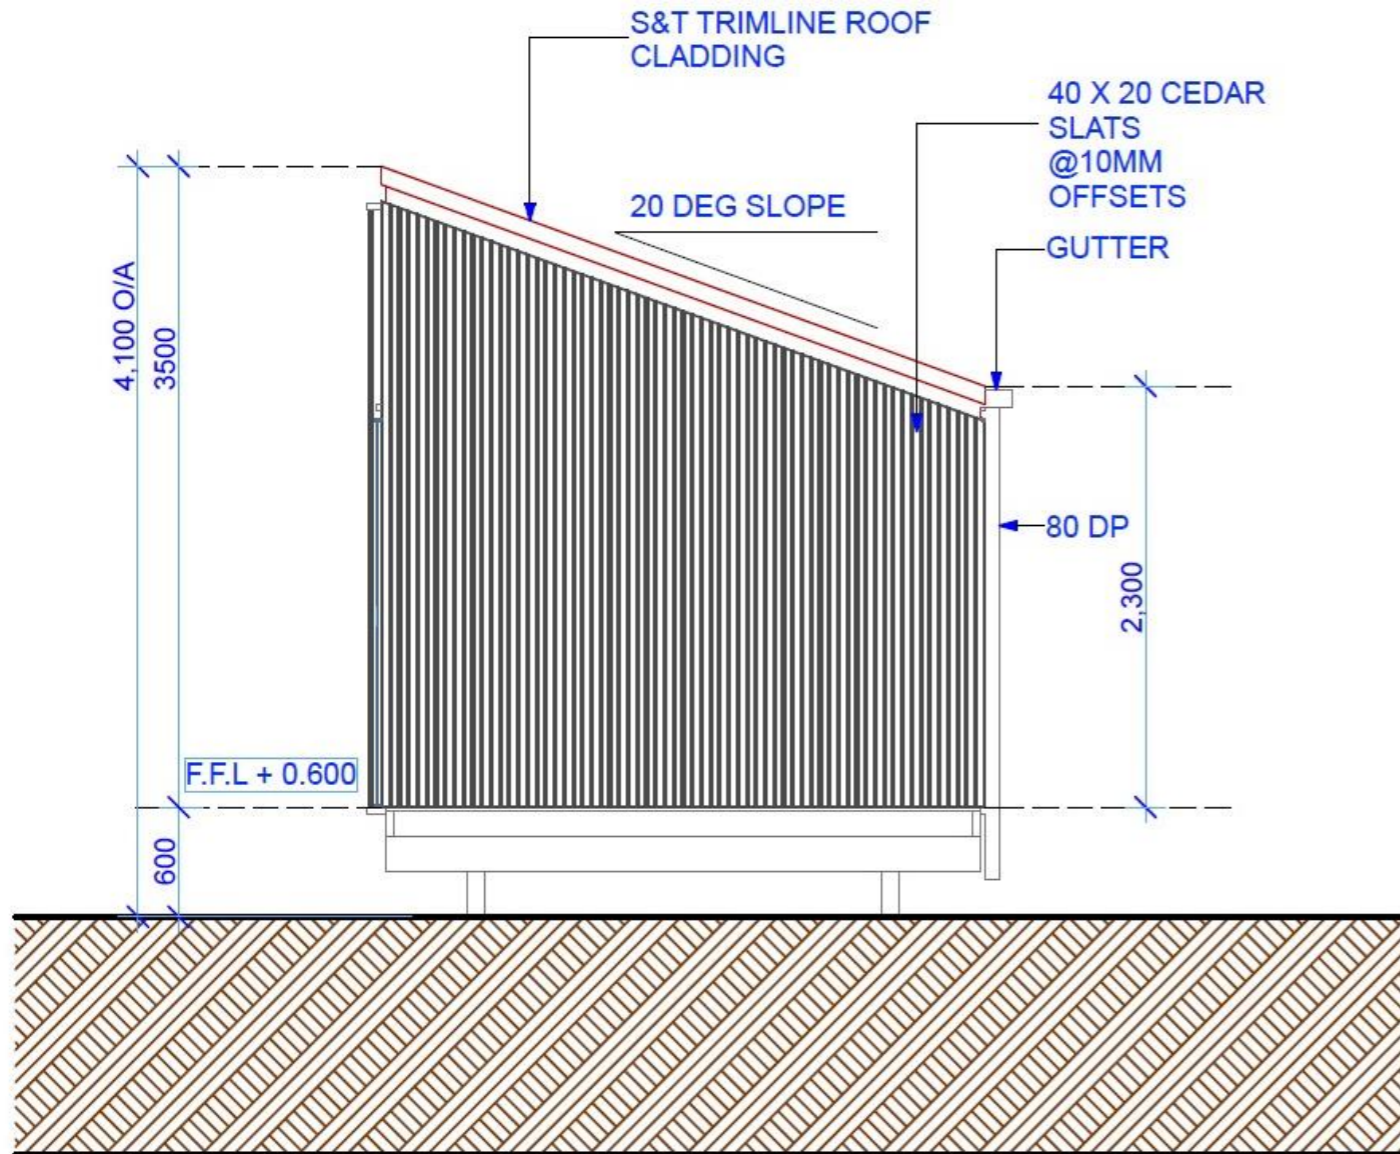 S&T TRIMLINE ROOF
CLADDING
40 X 20 CEDAR
SLATS
@10MM
OFFSETS
20 DEG SLOPE
GUTTER
4,100 O/A
3500
80 DP
2,300
F.F.L + 0.600
600